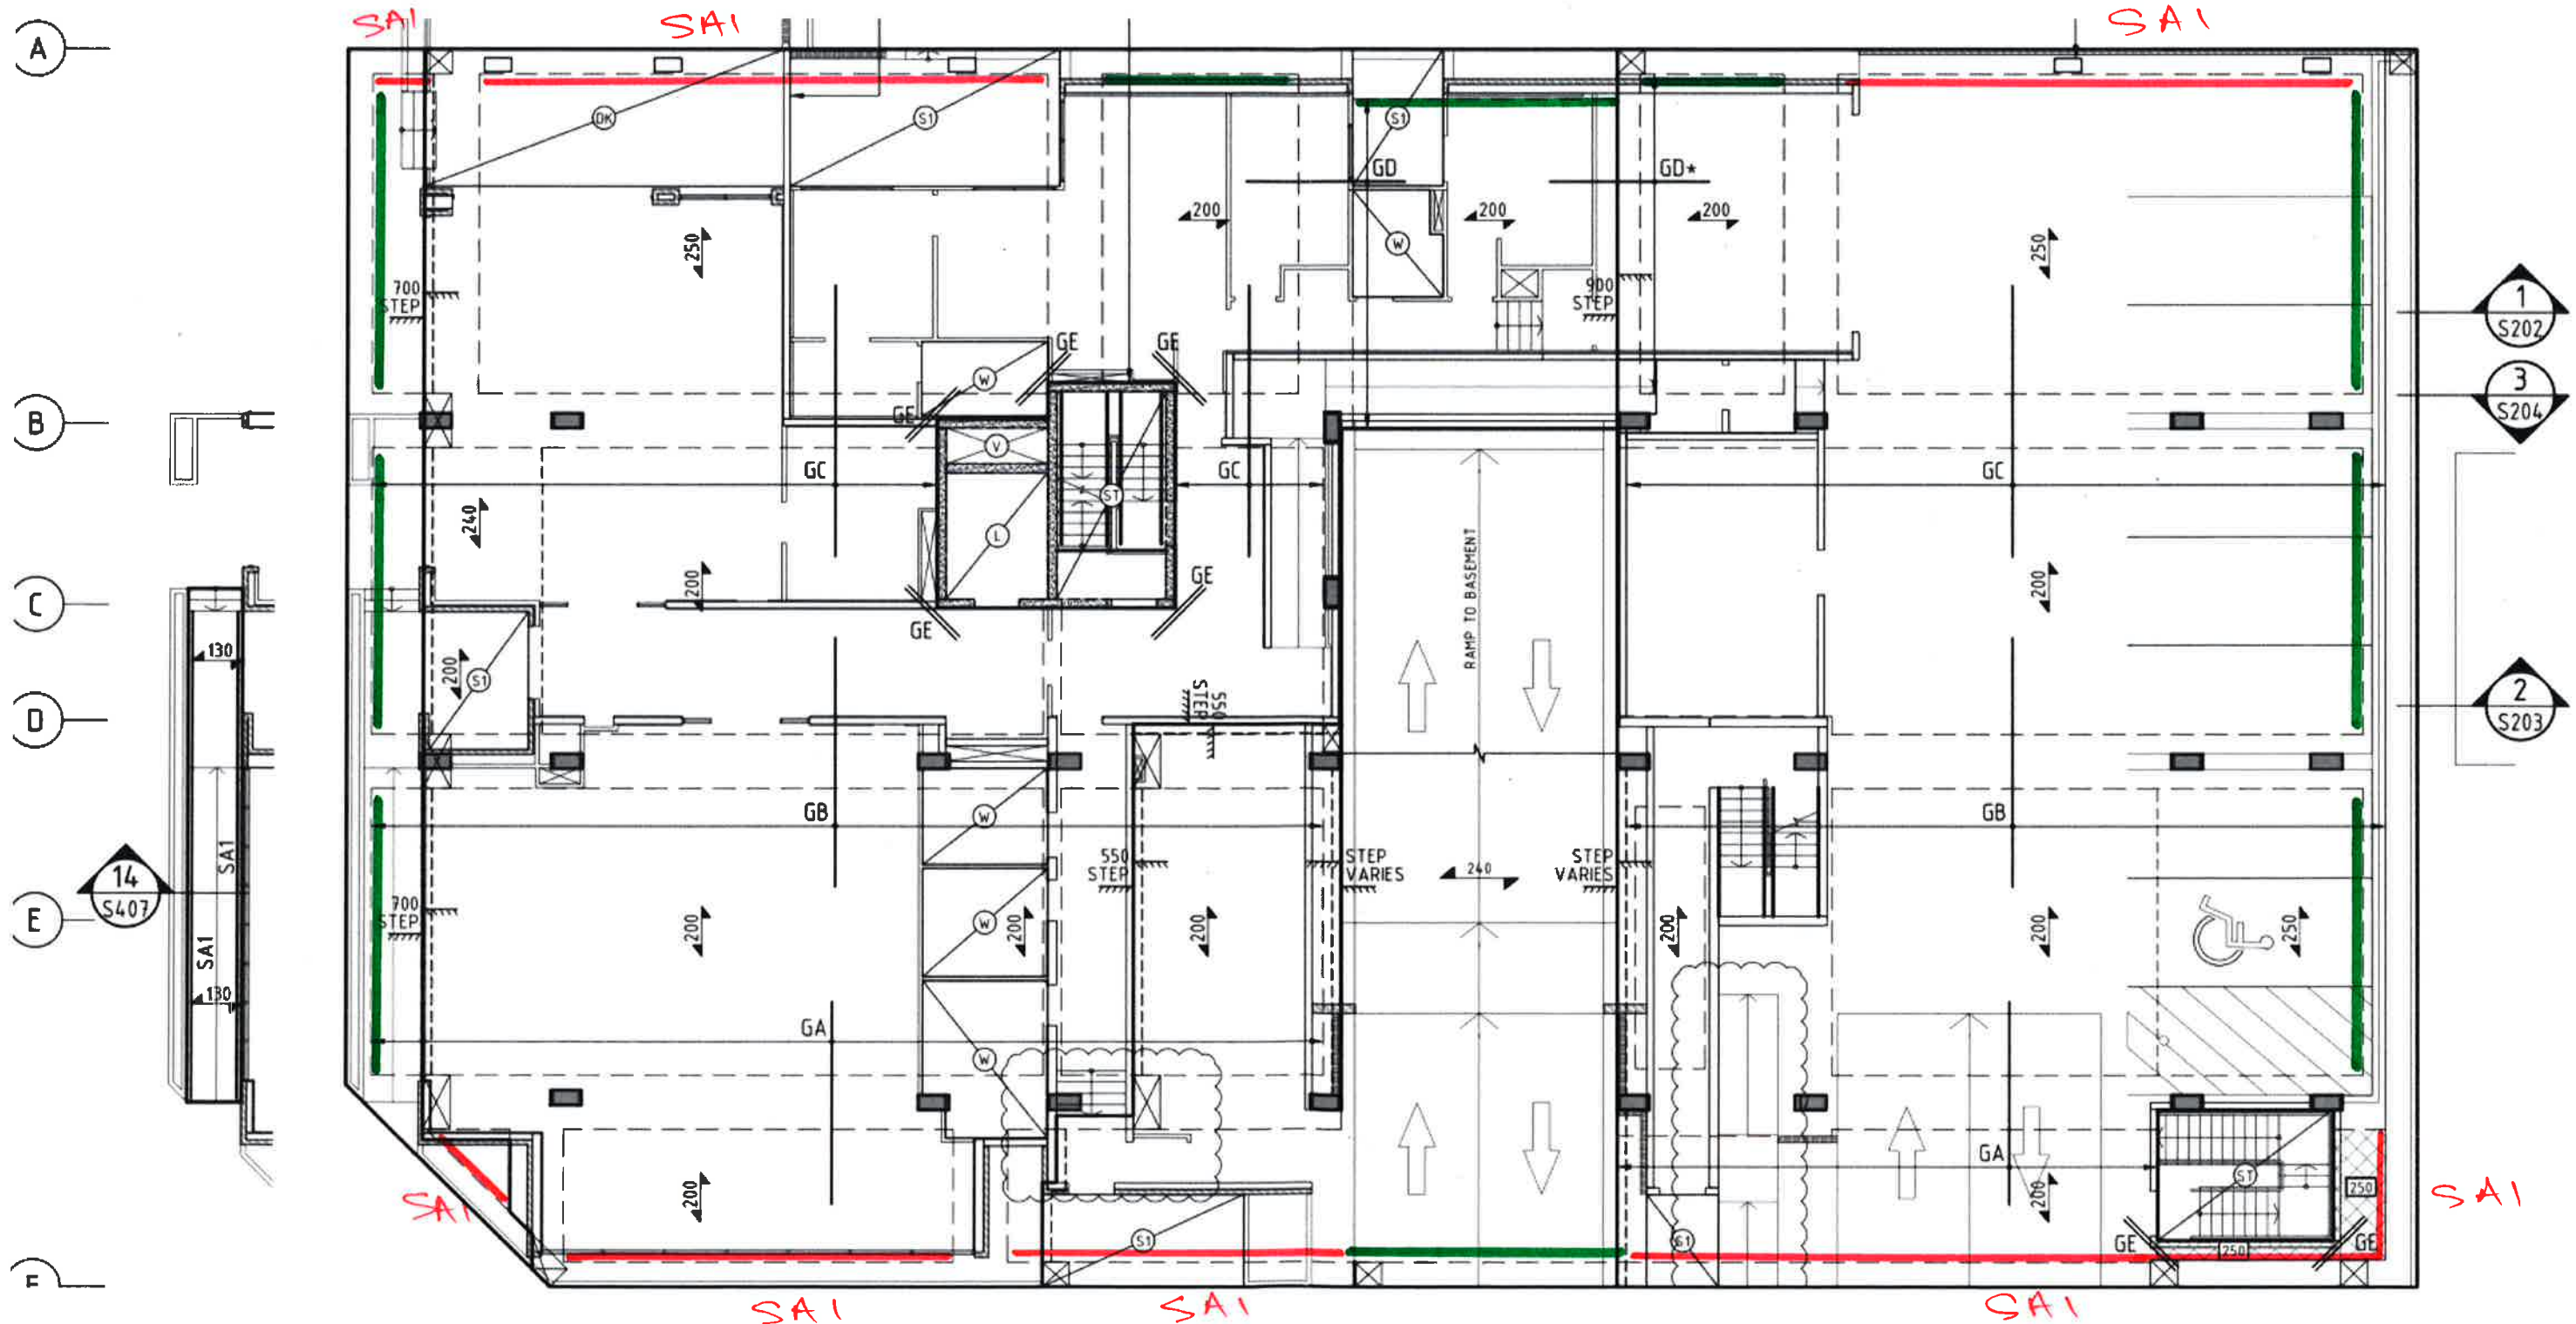 SA1
SA1
SA1
A
DK
S1
S1
GD
GD*
200
200
200
250
250
W
700
STEP
900
STEP
1
S202
GE
GE
W
3
S204
B
GE
V
GC
GC
GC
ST
240
L
RAMP TO BASEMENT
200
200
GE
C
GE
130
200
S1
550
STEP
2
S203
D
GB
GB
W
SA1
550
STEP
STEP
VARIES
STEP
VARIES
240
14
S407
700
STEP
E
W
200
200
200
200
200
250
SA1
130
GA
W
GA
200
200
ST
250
SA1
SA1
S1
S1
GE
250
GE
F
SA1
SA1
SA1